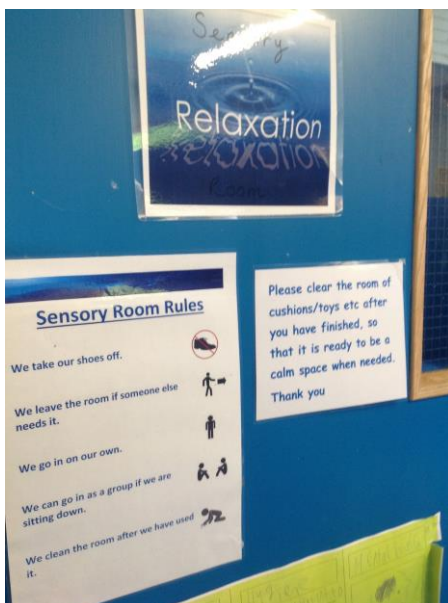 Sensory
Relaxation
Room
Sensory Room Rules
We take our shoes off.
We leave the room if someone else
needs it.
We go in on our own.
We can go in as a group if we are
sitting down.
We clean the room after we have used
it.
Please clear the room of
cushions/toys etc after
you have finished, so
that it is ready to be a
calm space when needed.
Thank you